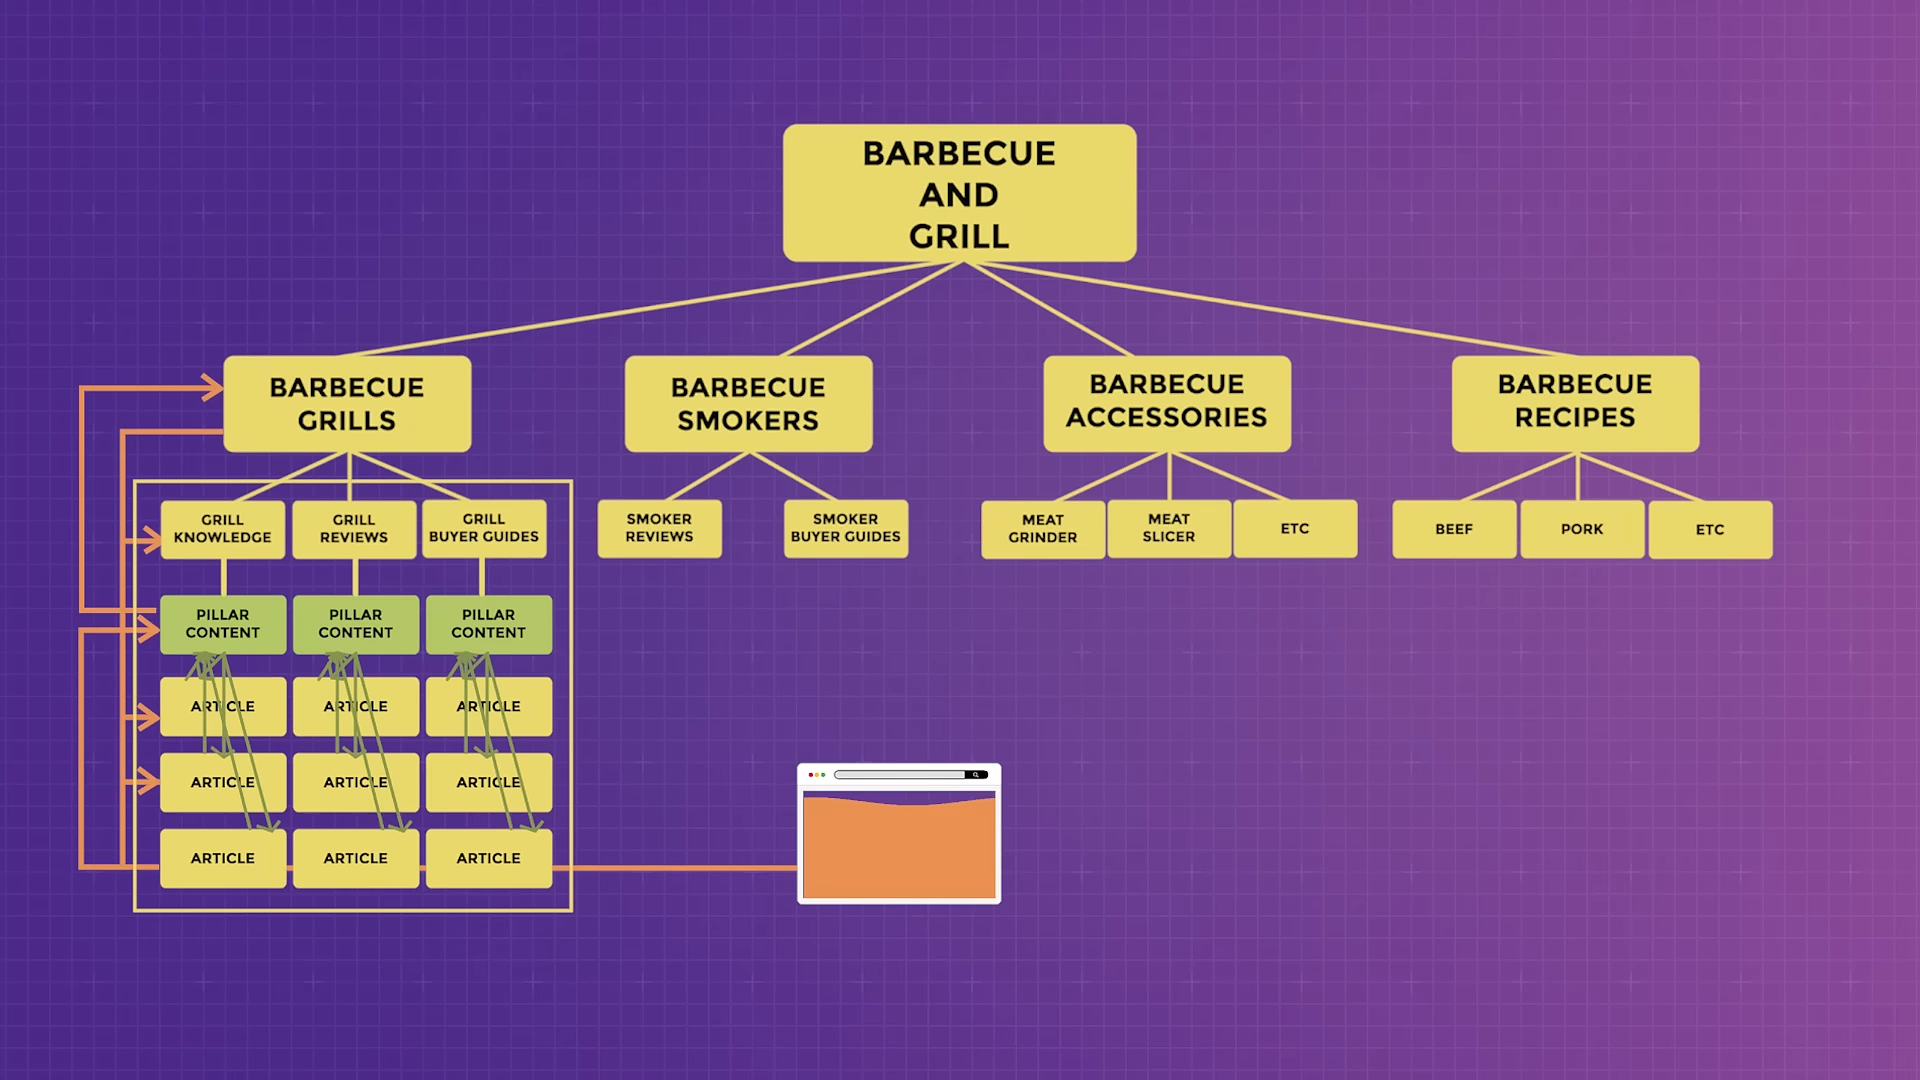 BARBECUE
AND
GRILL
BARBECUE
GRILLS
BARBECUE
SMOKERS
BARBECUE
ACCESSORIES
BARBECUE
RECIPES
GRILL
KNOWLEDGE
GRILL
REVIEWS
GRILL
BUYER GUIDES
SMOKER
REVIEWS
SMOKER
BUYER GUIDES
MEAT
GRINDER
MEAT
SLICER
ETC
BEEF
PORK
ETC
PILLAR
CONTENT
PILLAR
CONTENT
PILLAR
CONTENT
ARTICLE
ARTICLE
ARTICLE
ARTICLE
ARTICLE
ARTICLE
ARTICLE
ARTICLE
ARTICLE